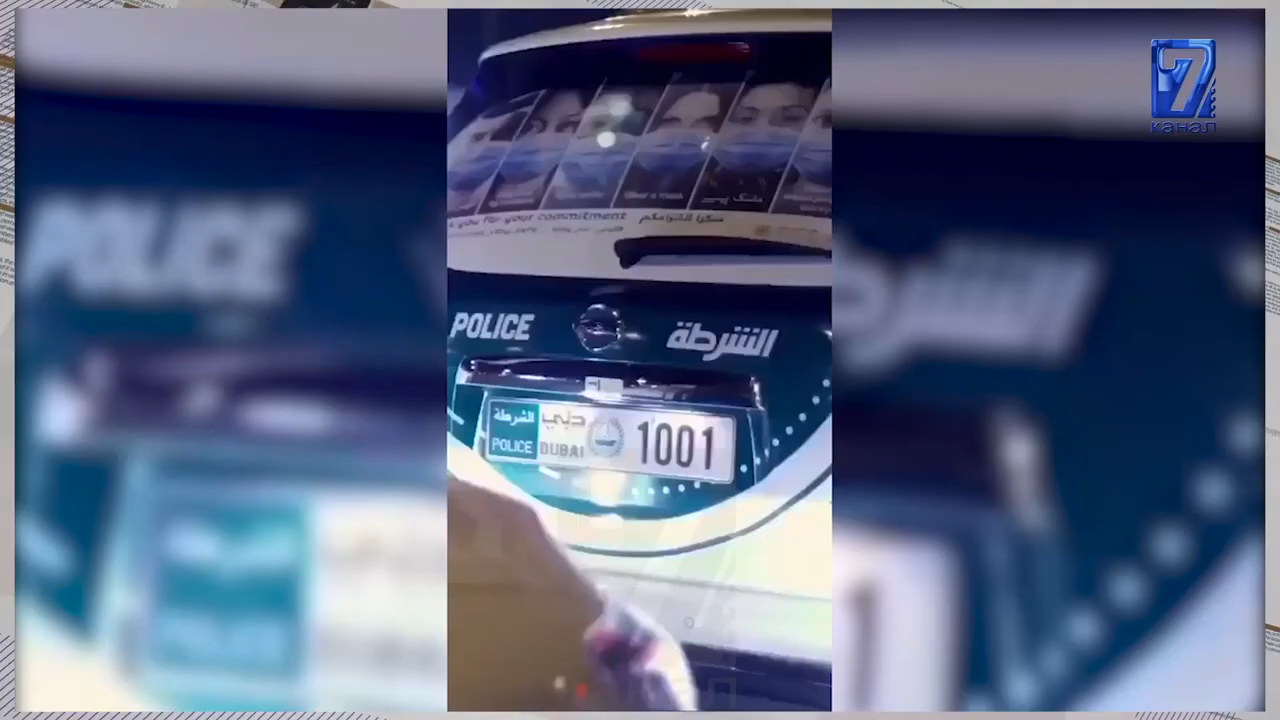 7
канал
you for your commitment
شكرا لالتزامكم
POLICE
الشرطة
الشرطة
دبي
POLICE
DUBAI
1001